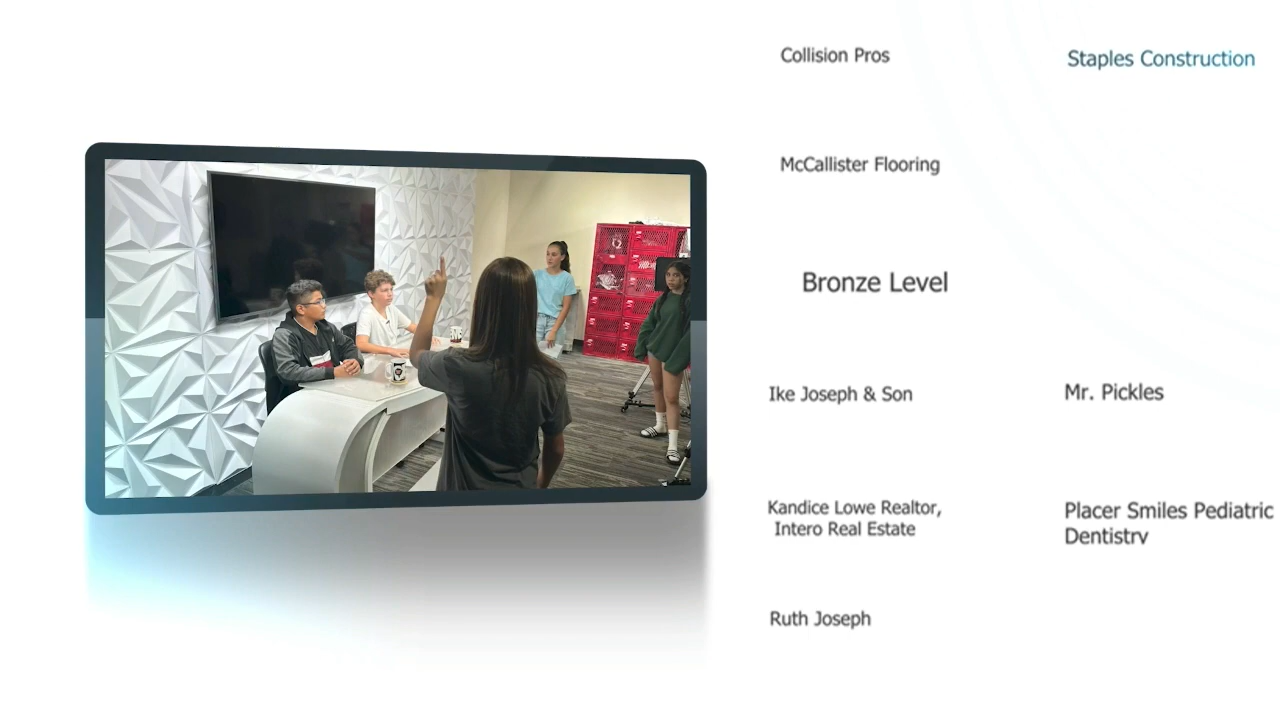 Collision Pros
Staples Construction
McCallister Flooring
Bronze Level
Ike Joseph & Son
Mr. Pickles
Kandice Lowe Realtor,
Intero Real Estate
Placer Smiles Pediatric
Dentistry
Ruth Joseph